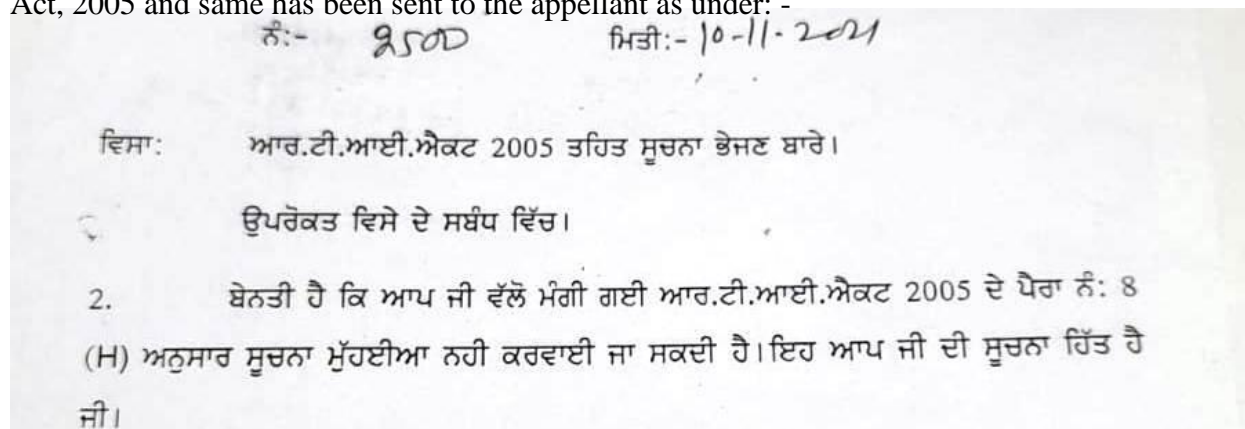 Act, 2005 and same has been sent to the appellant as under: -
ਨੰ:- 2500 ਮਿਤੀ:- 10-11-2021
ਵਿਸਾ: ਆਰ.ਟੀ.ਆਈ.ਐਕਟ 2005 ਤਹਿਤ ਸੂਚਨਾ ਭੇਜਣ ਬਾਰੇ।
ਉਪਰੋਕਤ ਵਿਸੇ ਦੇ ਸਬੰਧ ਵਿੱਚ।
2. ਬੇਨਤੀ ਹੈ ਕਿ ਆਪ ਜੀ ਵੱਲੋ ਮੰਗੀ ਗਈ ਆਰ.ਟੀ.ਆਈ.ਐਕਟ 2005 ਦੇ ਪੈਰਾ ਨੰ: 8
(H) ਅਨੁਸਾਰ ਸੂਚਨਾ ਮੁੱਹਈਆ ਨਹੀ ਕਰਵਾਈ ਜਾ ਸਕਦੀ ਹੈ।ਇਹ ਆਪ ਜੀ ਦੀ ਸੂਚਨਾ ਹਿੱਤ ਹੈ
ਜੀ।